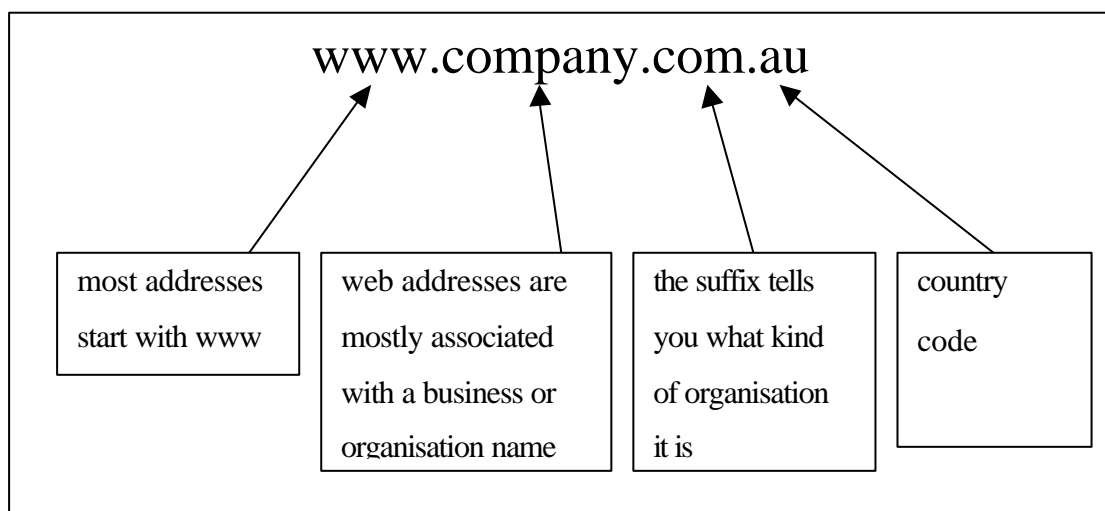 www.company.com.au
most addresses
start with www
web addresses are
mostly associated
with a business or
organisation name
the suffix tells
you what kind
of organisation
it is
country
code